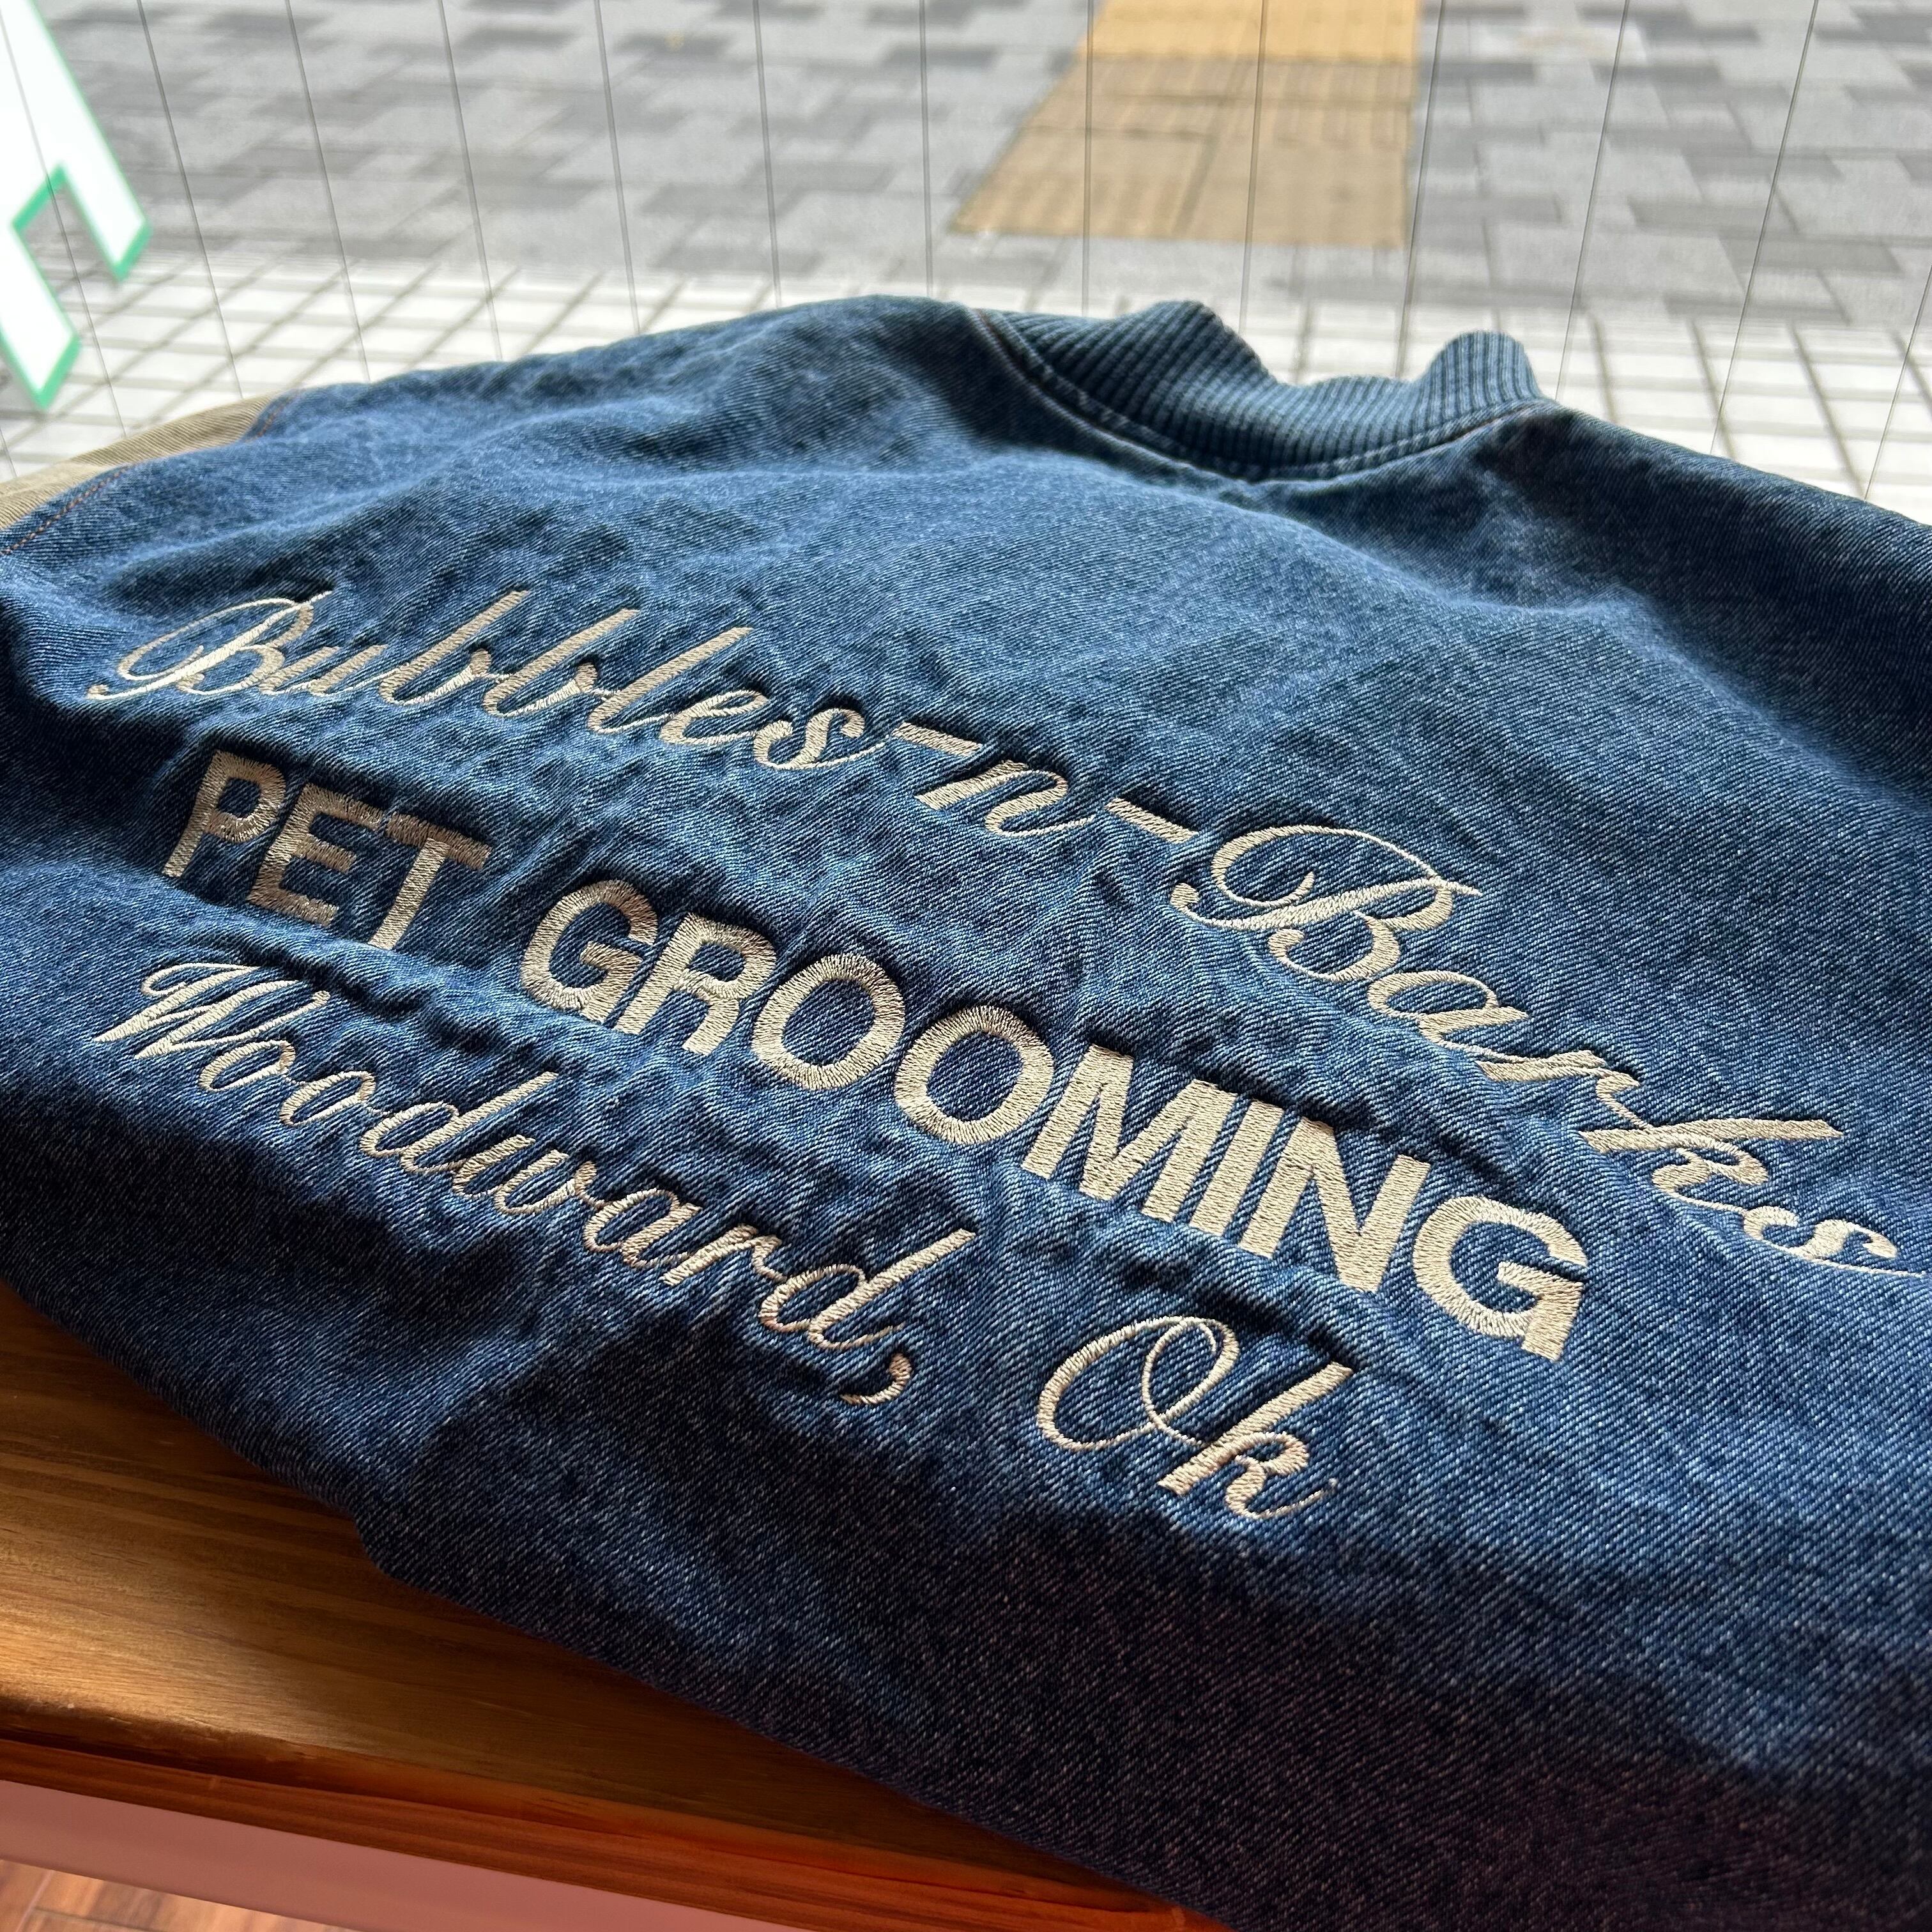 Bubbles-n-Barks
PET GROOMING
Woodward, Ok